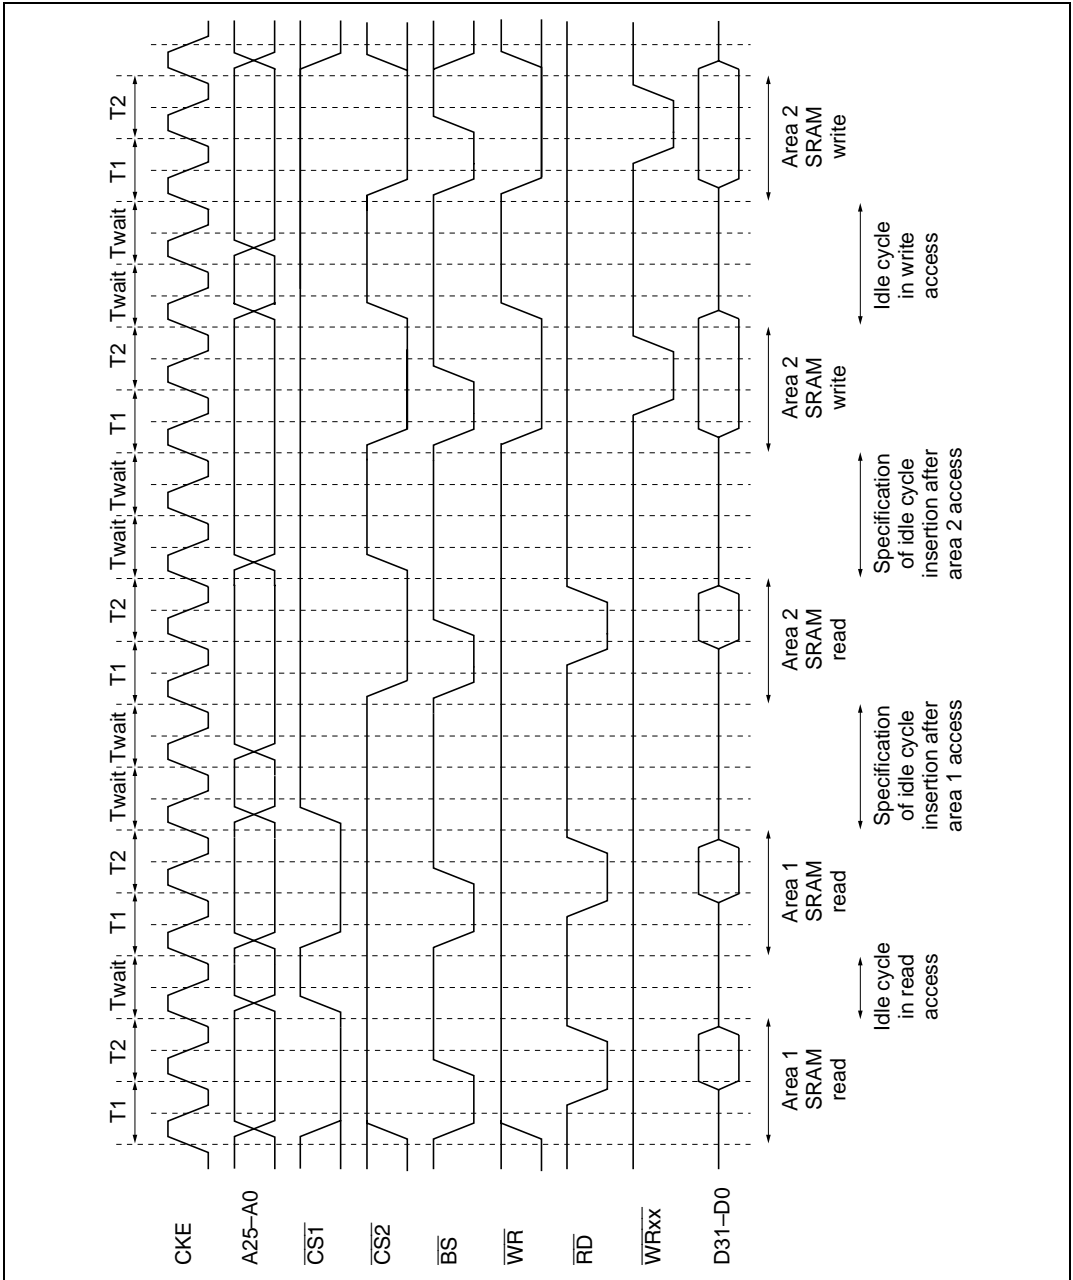 T1 T2 Twait T1 T2 Twait Twait T1 T2 Twait Twait T1 T2 Twait Twait T1 T2
CKE
A25–A0
CS1
CS2
BS
WR
RD
WRxx
D31–D0
Area 1
SRAM
read
Area 1
SRAM
read
Area 2
SRAM
read
Area 2
SRAM
write
Area 2
SRAM
write
Idle cycle
in read
access
Specification
of idle cycle
insertion after
area 1 access
Specification
of idle cycle
insertion after
area 2 access
Idle cycle
in write
access